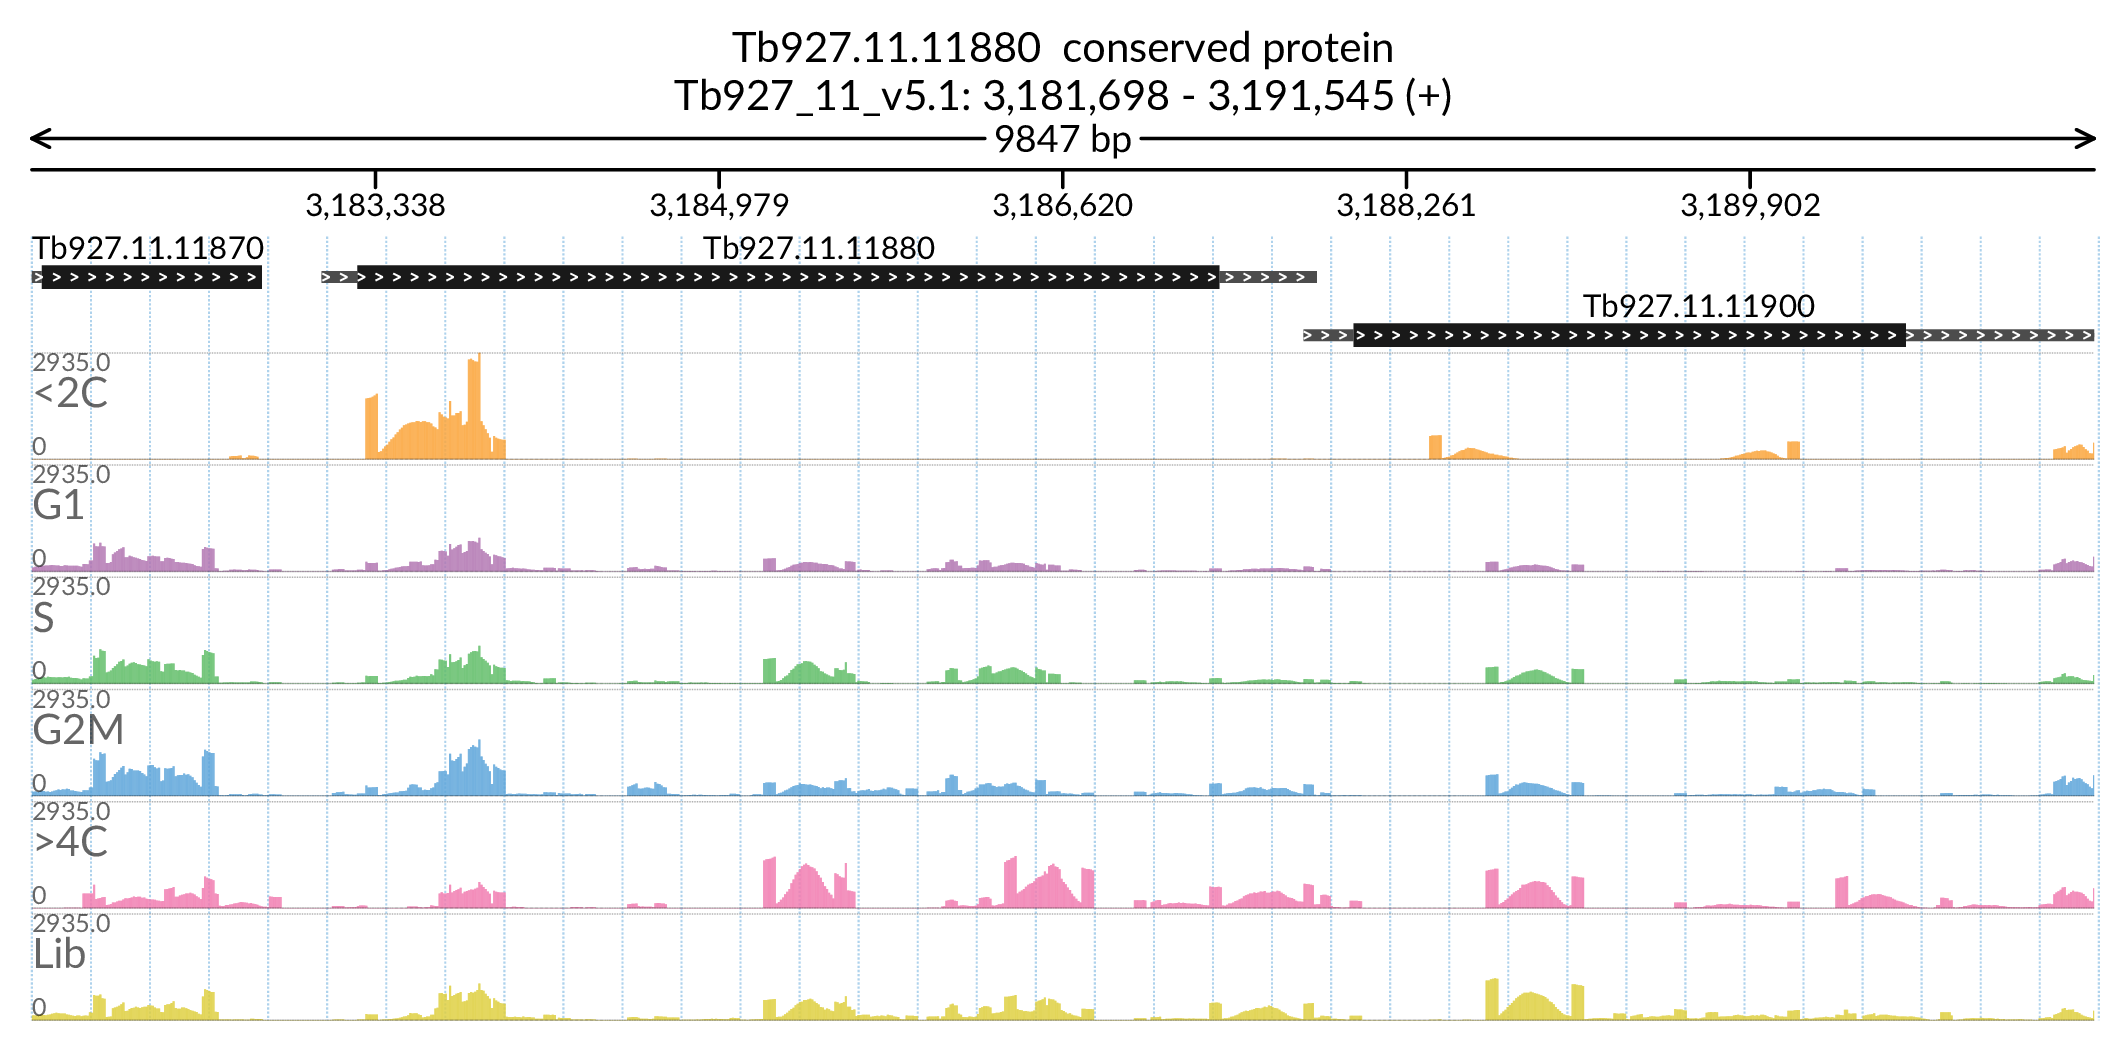 Tb927.11.11880 conserved protein
Tb927_11_v5.1: 3,181,698 - 3,191,545 (+)
9847 bp
3,183,338 3,184,979 3,186,620 3,188,261 3,189,902
Tb927.11.11870 Tb927.11.11880
Tb927.11.11900
2935.0
<2C
0
2935.0
G1
0
2935.0
S
0
2935.0
G2M
0
2935.0
>4C
0
2935.0
Lib
0